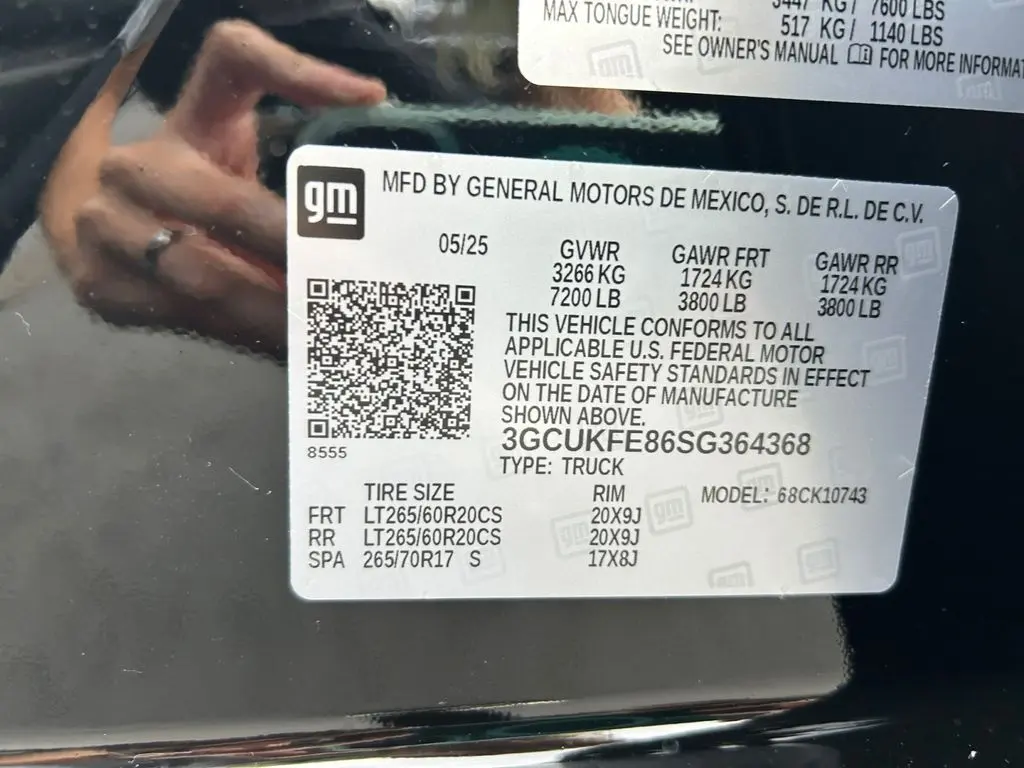 3447 KG / 7600 LBS
MAX TONGUE WEIGHT: 517 KG / 1140 LBS
SEE OWNER'S MANUAL FOR MORE
gm
MFD BY GENERAL MOTORS DE MEXICO, S. DE R.L. DE C.V.
05/25 GVWR GAWR FRT GAWR RR
3266 KG 1724 KG 1724 KG
7200 LB 3800 LB 3800 LB
THIS VEHICLE CONFORMS TO ALL
APPLICABLE U.S. FEDERAL MOTOR
VEHICLE SAFETY STANDARDS IN EFFECT
ON THE DATE OF MANUFACTURE
SHOWN ABOVE.
8555
3GCUKFE86SG364368
TYPE: TRUCK
TIRE SIZE RIM MODEL: 68CK10743
FRT LT265/60R20CS 20X9J
RR LT265/60R20CS 20X9J
SPA 265/70R17 S 17X8J